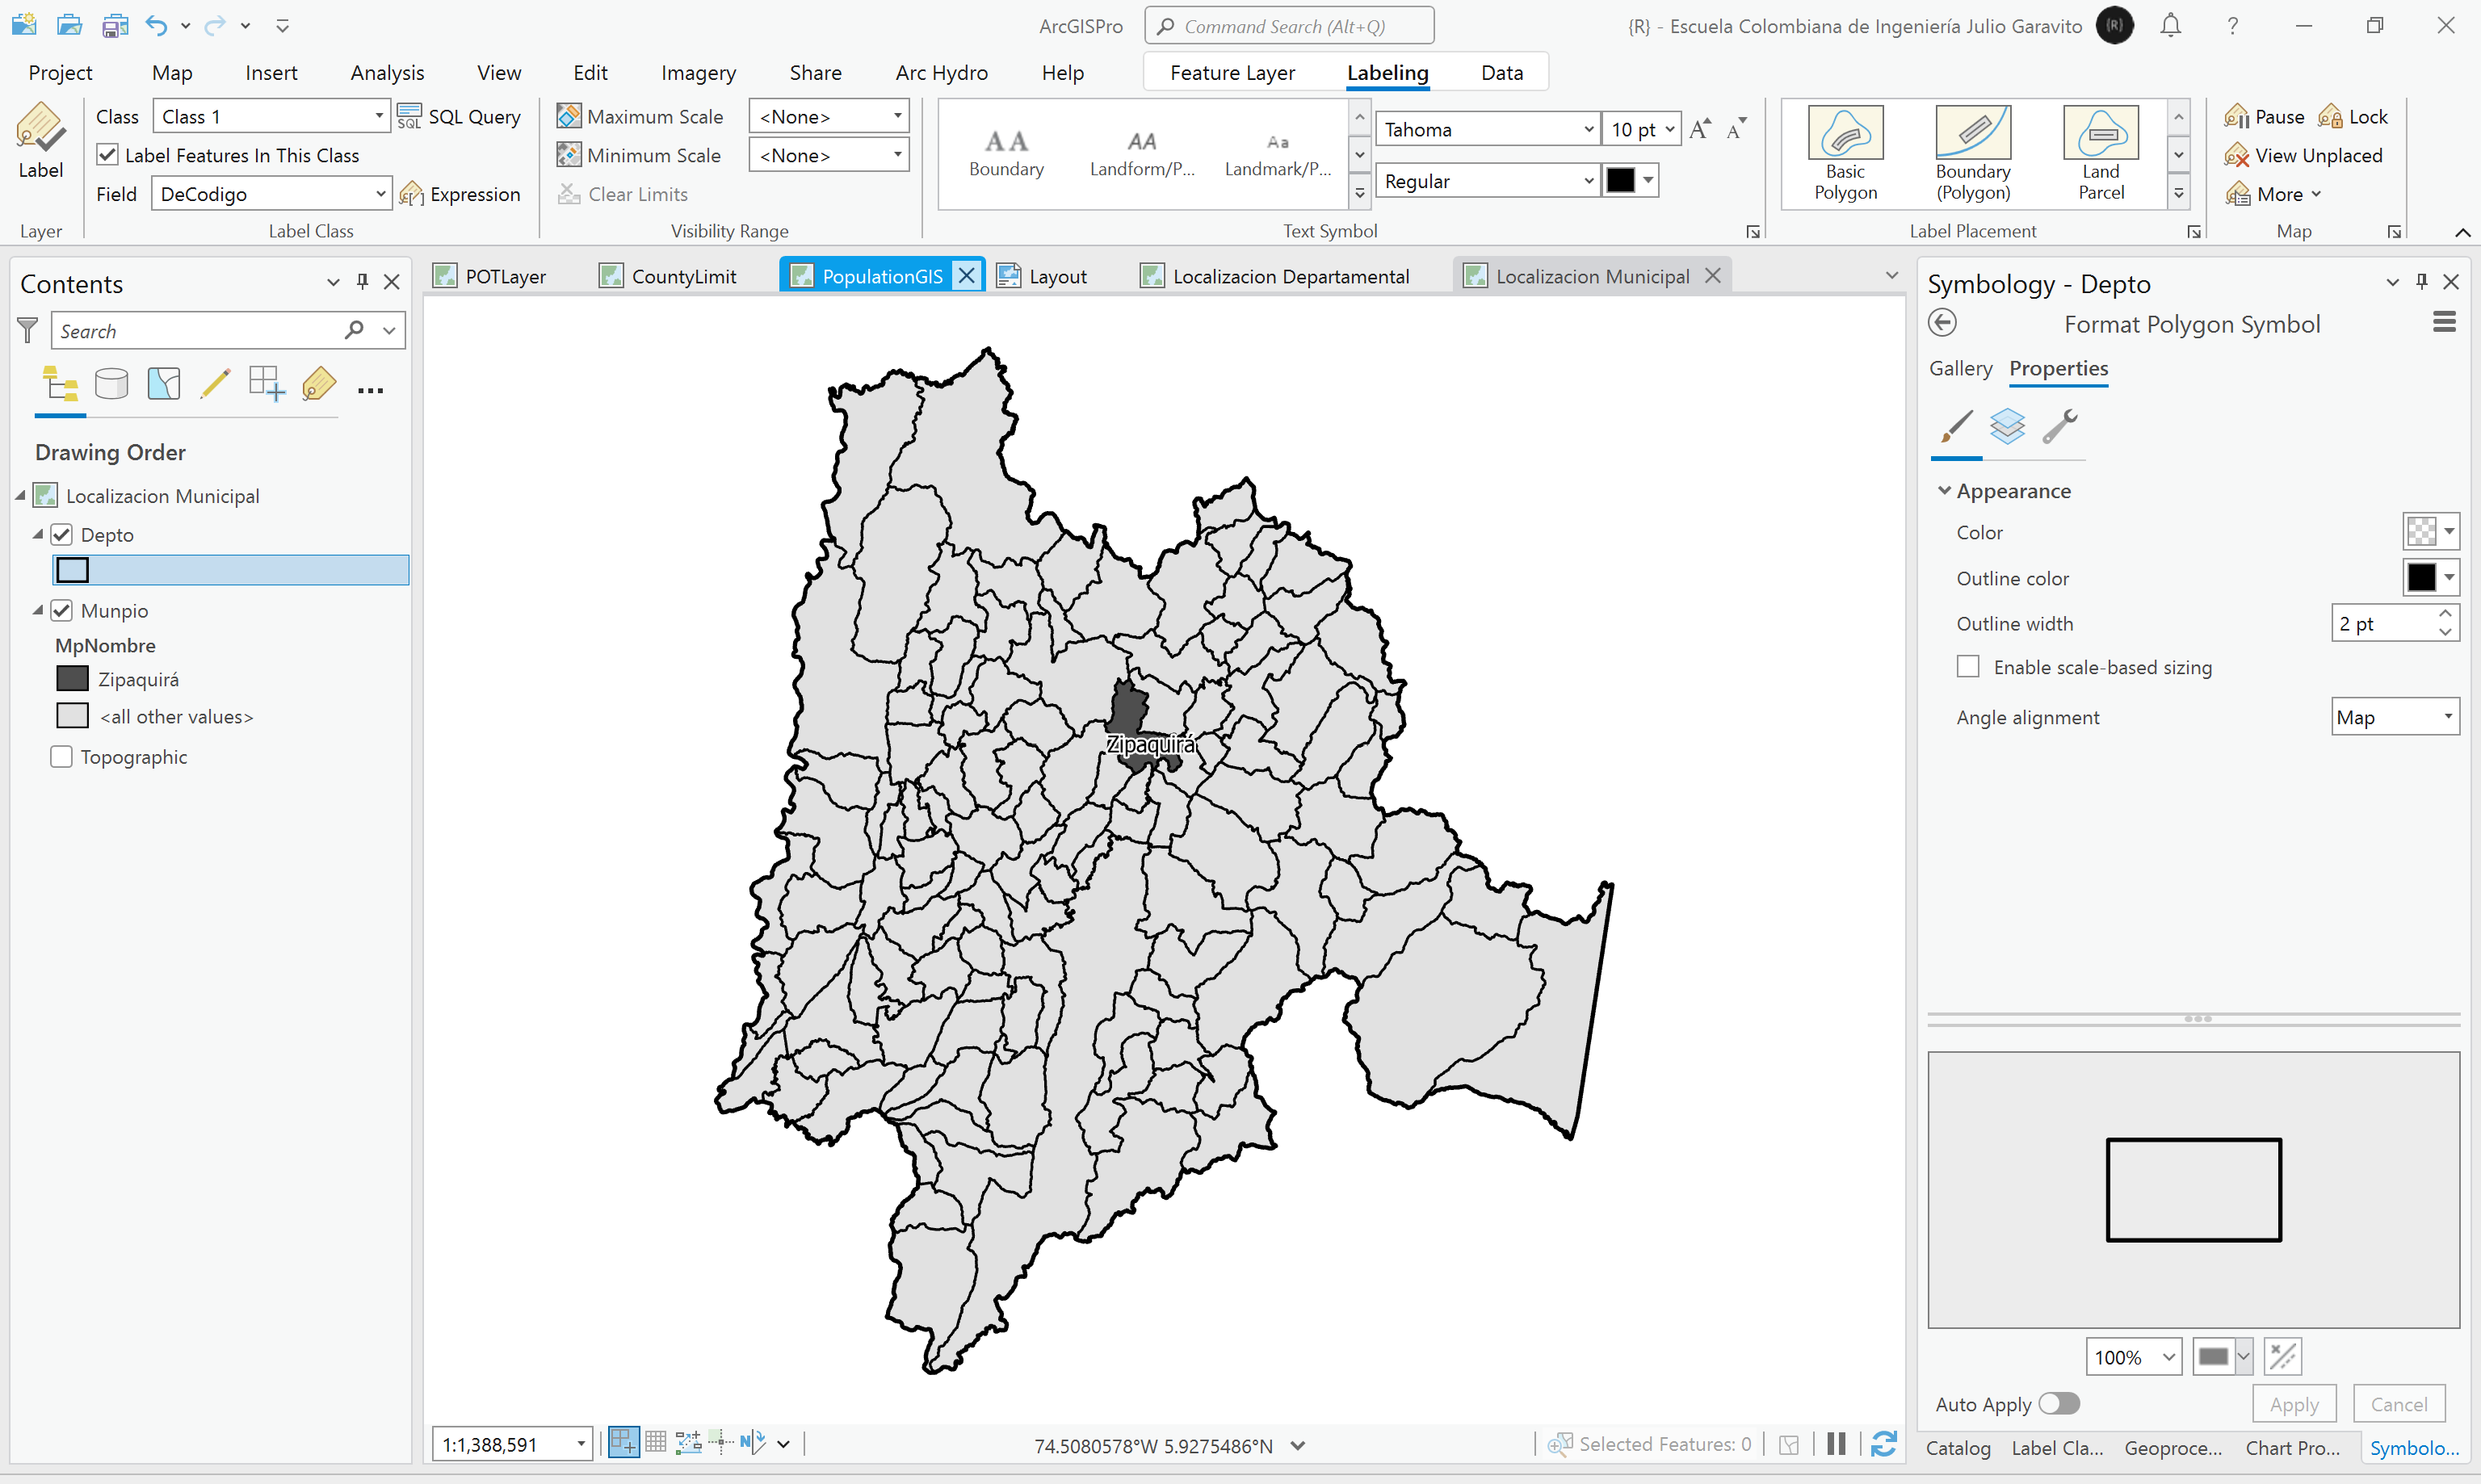 ArcGISPro
Command Search (Alt+Q)
{R} - Escuela Colombiana de Ingeniería Julio Garavito
{R}
?
Project
Map
Insert
Analysis
View
Edit
Imagery
Share
Arc Hydro
Help
Feature Layer
Labeling
Data
Label
Layer
Class
Class 1
SQL Query
Label Features In This Class
Field
DeCodigo
Expression
Label Class
Maximum Scale
<None>
Minimum Scale
<None>
Clear Limits
Visibility Range
AA
Boundary
AA
Landform/P...
Aa
Landmark/P...
Tahoma
10 pt
Regular
Text Symbol
Basic Polygon
Boundary (Polygon)
Land Parcel
Label Placement
Pause
Lock
View Unplaced
More
Map
Contents
Search
Drawing Order
Localizacion Municipal
Depto
Munpio
MpNombre
Zipaquirá
<all other values>
Topographic
POTLayer
CountyLimit
PopulationGIS
Layout
Localizacion Departamental
Localizacion Municipal
Zipaquirá
1:1,388,591
74.5080578°W 5.9275486°N
Selected Features: 0
Symbology - Depto
Format Polygon Symbol
Gallery
Properties
Appearance
Color
Outline color
Outline width
2 pt
Enable scale-based sizing
Angle alignment
Map
100%
Auto Apply
Apply
Cancel
Catalog
Label Cla...
Geoproce...
Chart Pro...
Symbolo...